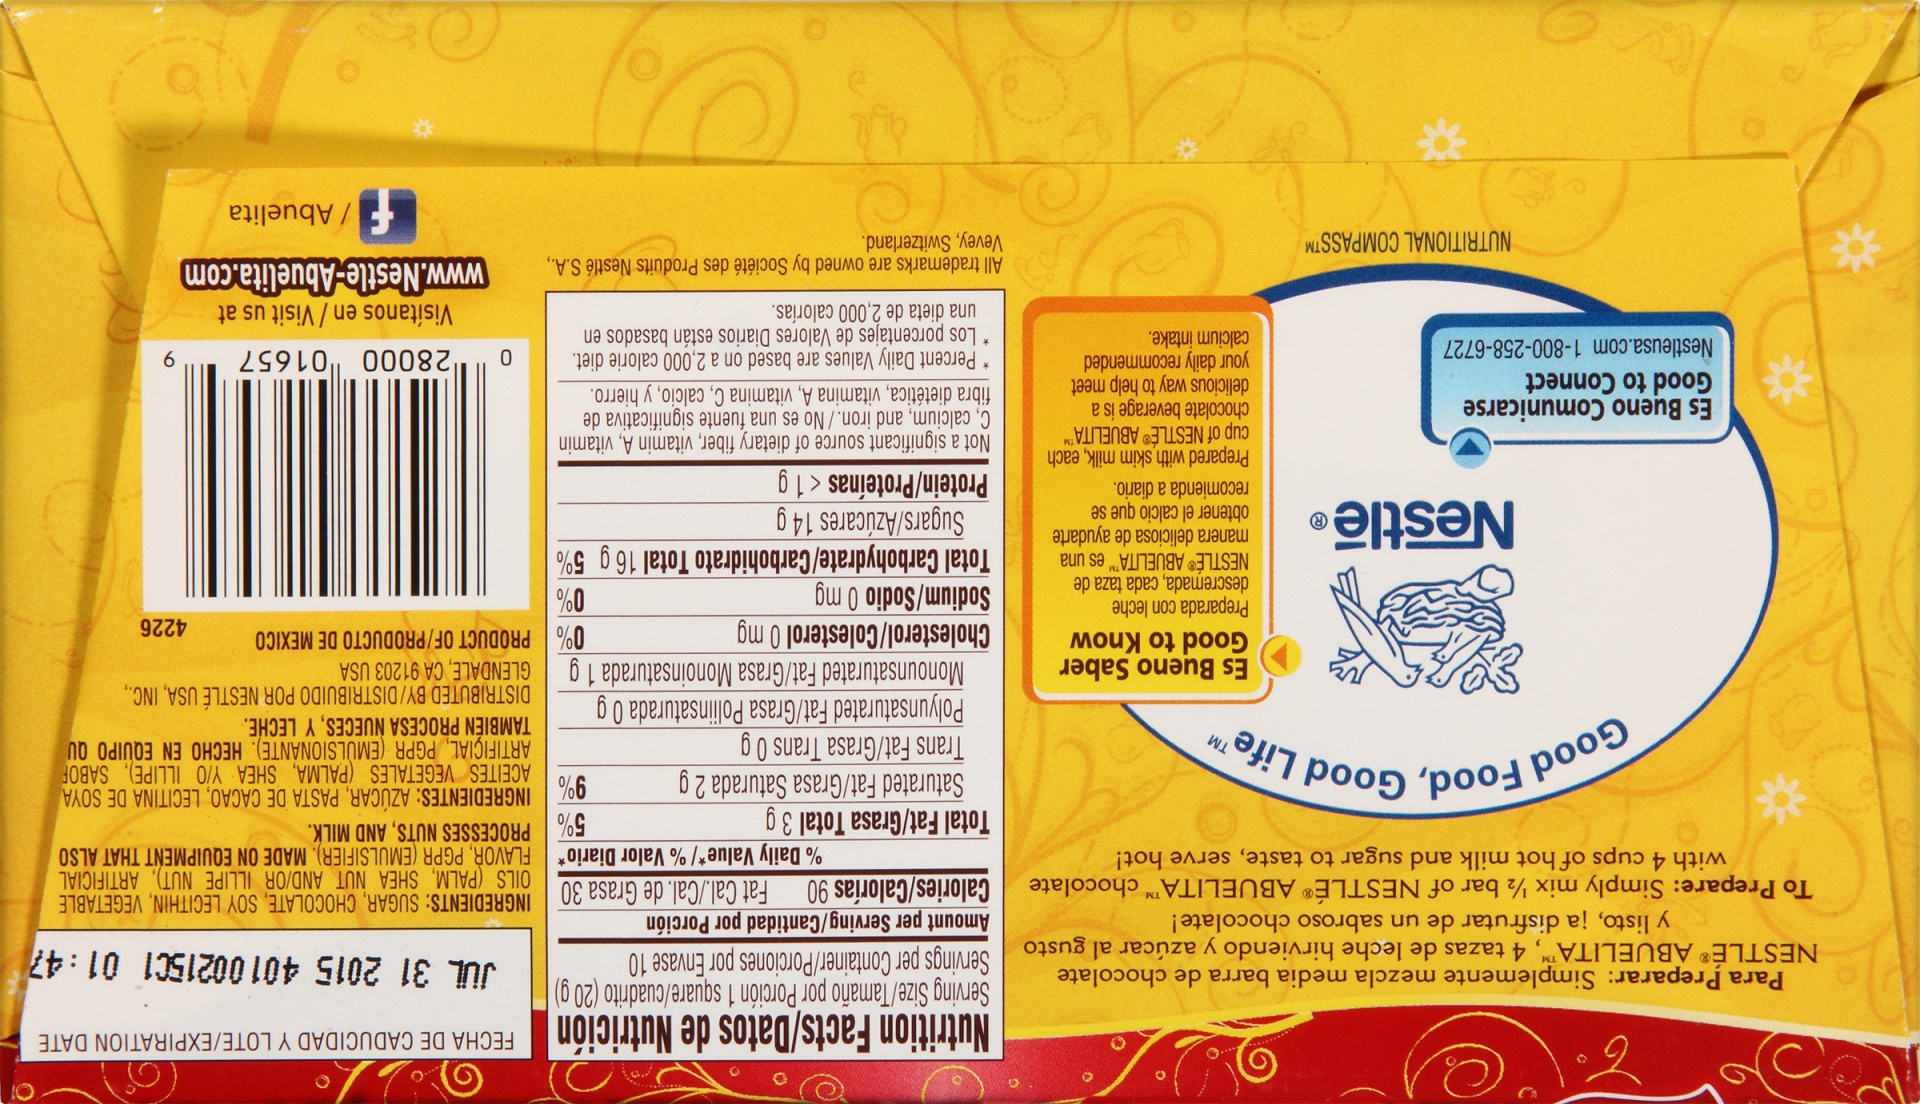 FECHA DE CADUCIDAD Y LOTE/EXPIRATION DATE
JUL 31 2015 40100215C1 01:47
INGREDIENTS: SUGAR, CHOCOLATE, SOY LECITHIN, VEGETABLE
OILS (PALM, SHEA NUT AND/OR ILLIPE NUT), ARTIFICIAL
FLAVOR, PGPR (EMULSIFIER). MADE ON EQUIPMENT THAT ALSO
PROCESSES NUTS, AND MILK.
INGREDIENTES: AZÚCAR, PASTA DE CACAO, LECITINA DE SOYA
ACEITES VEGETALES (PALMA, SHEA Y/O ILLIPE), SABOR
ARTIFICIAL, PGPR (EMULSIONANTE). HECHO EN EQUIPO QU
TAMBIEN PROCESA NUECES, Y LECHE.
DISTRIBUTED BY/DISTRIBUIDO POR NESTLÉ USA, INC.,
GLENDALE, CA 91203 USA
PRODUCT OF/PRODUCTO DE MEXICO
4226
0 28000 01657 9
Visítanos en / Visit us at
www.Nestle-Abuelita.com
f / Abuelita
Nutrition Facts/Datos de Nutrición
Serving Size/Tamaño por Porción 1 square/cuadrito (20 g)
Servings per Container/Porciones por Envase 10
Amount per Serving/Cantidad por Porción
Calories/Calorías 90 Fat Cal./Cal. de Grasa 30
% Daily Value*/% Valor Diario*
Total Fat/Grasa Total 3 g 5%
Saturated Fat/Grasa Saturada 2 g 9%
Trans Fat/Grasa Trans 0 g
Polyunsaturated Fat/Grasa Poliinsaturada 0 g
Monounsaturated Fat/Grasa Monoinsaturada 1 g
Cholesterol/Colesterol 0 mg 0%
Sodium/Sodio 0 mg 0%
Total Carbohydrate/Carbohidrato Total 16 g 5%
Sugars/Azúcares 14 g
Protein/Proteínas < 1 g
Not a significant source of dietary fiber, vitamin A, vitamin
C, calcium, and iron. / No es una fuente significativa de
fibra dietética, vitamina A, vitamina C, calcio, y hierro.
* Percent Daily Values are based on a 2,000 calorie diet.
* Los porcentajes de Valores Diarios están basados en
una dieta de 2,000 calorías.
All trademarks are owned by Société des Produits Nestlé S.A.,
Vevey, Switzerland.
Para Preparar: Simplemente mezcla media barra de chocolate
NESTLÉ® ABUELITA™, 4 tazas de leche hirviendo y azúcar al gusto
y listo, ¡a disfrutar de un sabroso chocolate!
To Prepare: Simply mix ½ bar of NESTLÉ® ABUELITA™ chocolate
with 4 cups of hot milk and sugar to taste, serve hot!
Good Food, Good Life™
Nestlé®
Es Bueno Saber
Good to Know
Preparada con leche
descremada, cada taza de
NESTLÉ® ABUELITA™ es una
manera deliciosa de ayudarte
obtener el calcio que se
recomienda a diario.
Prepared with skim milk, each
cup of NESTLÉ® ABUELITA™
chocolate beverage is a
delicious way to help meet
your daily recommended
calcium intake.
Es Bueno Comunicarse
Good to Connect
Nestleusa.com 1-800-258-6727
NUTRITIONAL COMPASS™